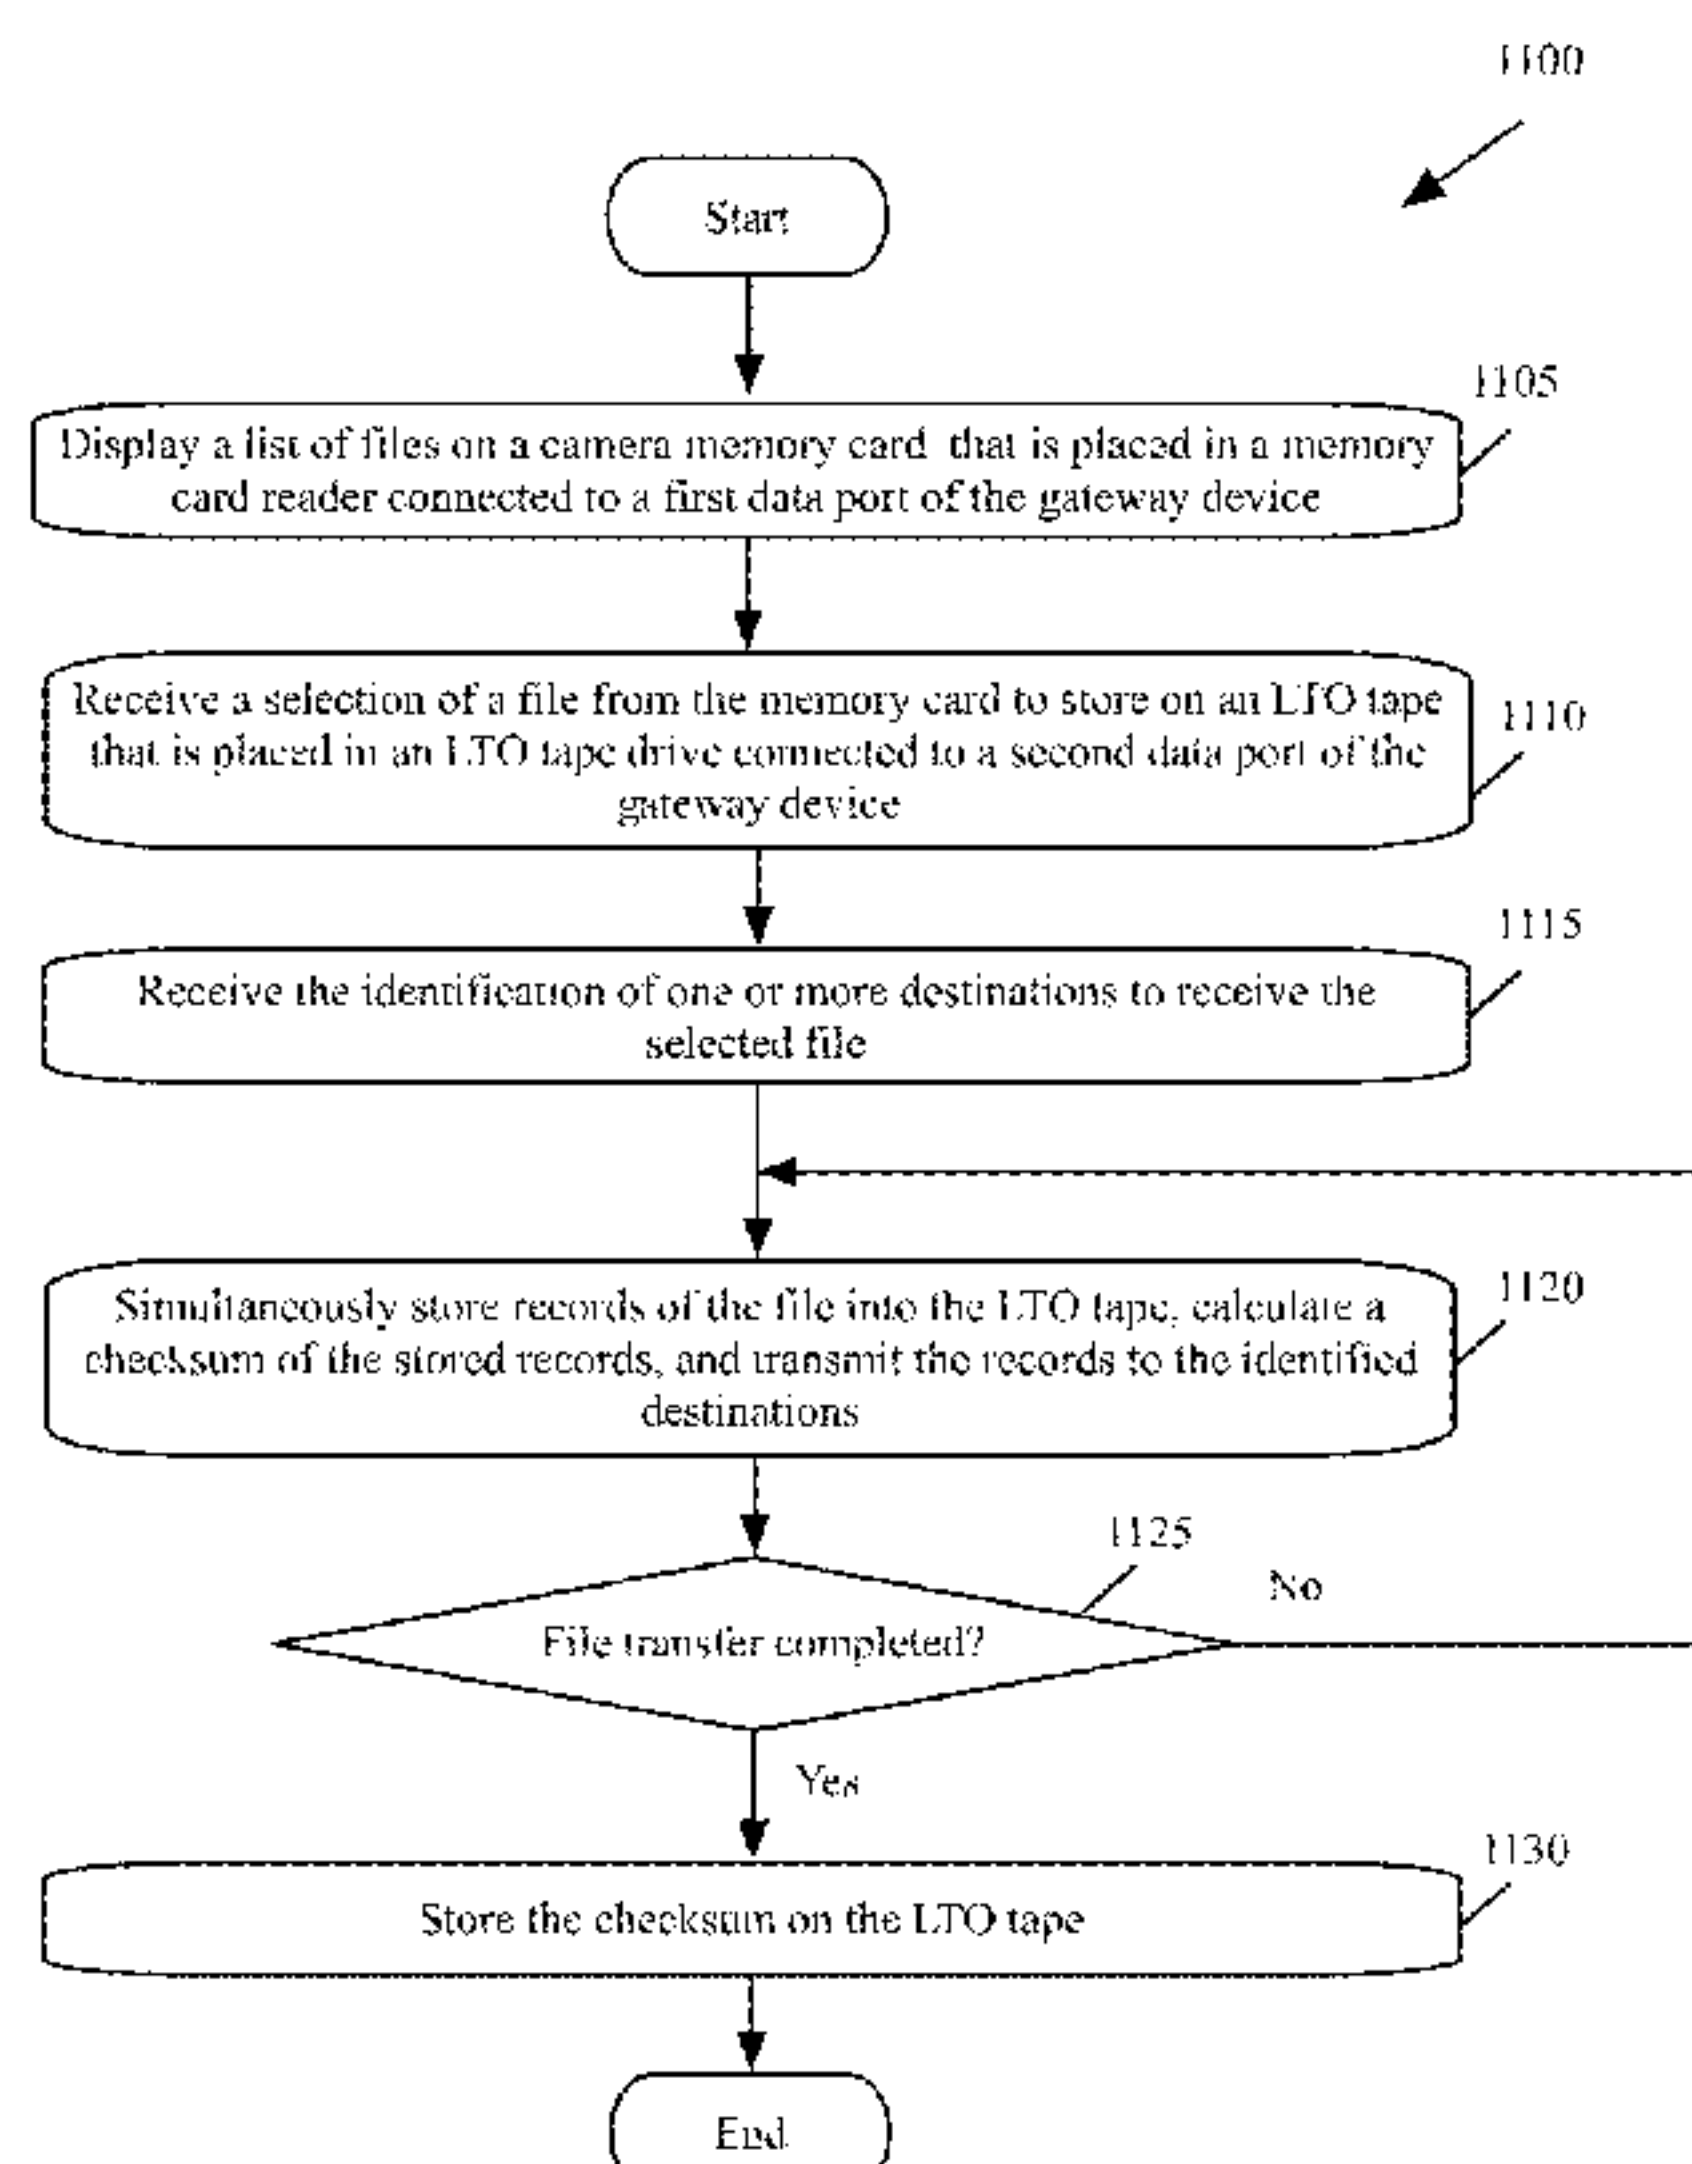 1100
Start
1105
Display a list of files on a camera memory card that is placed in a memory
card reader connected to a first data port of the gateway device
Receive a selection of a file from the memory card to store on an LTO tape
1110
that is placed in an LTO tape drive connected to a second data port of the
gateway device
1115
Receive the identification of one or more destinations to receive the
selected file
1120
Simultaneously store records of the file into the LTO tape, calculate a
checksum of the stored records, and transmit the records to the identified
destinations
1125
No
File transfer completed?
Yes
1130
Store the checksum on the LTO tape
End